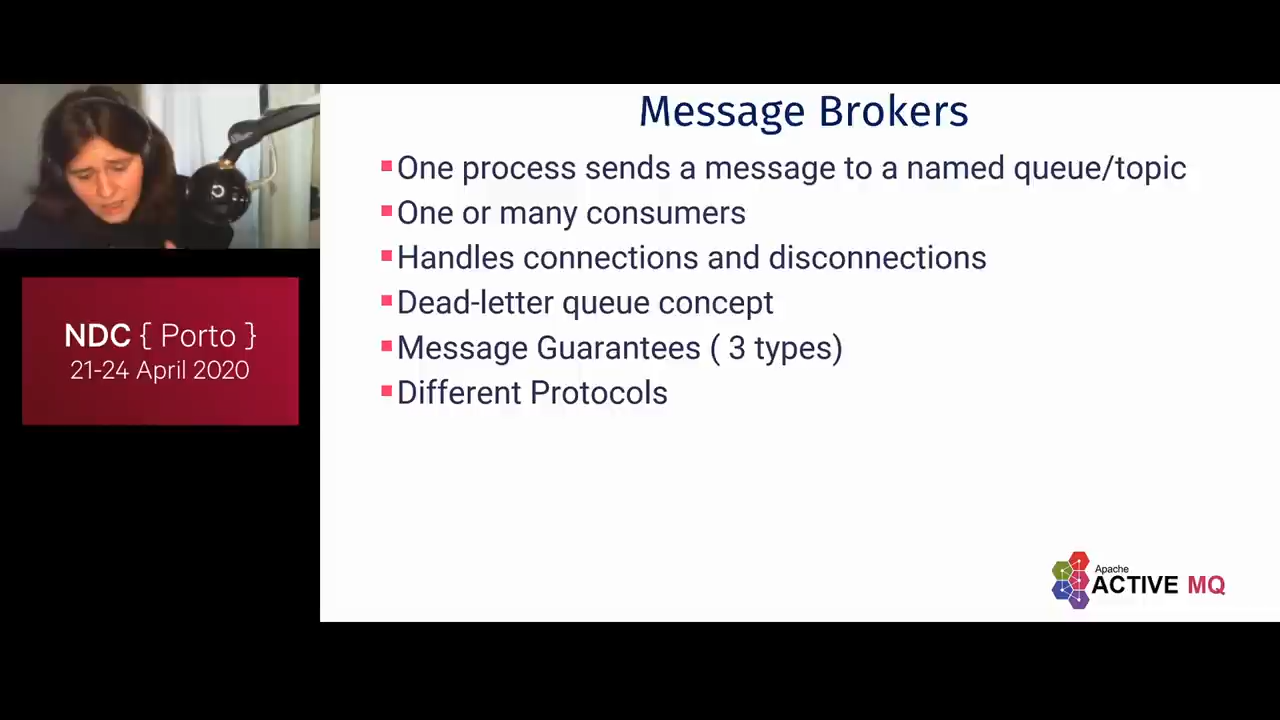 Message Brokers
One process sends a message to a named queue/topic
One or many consumers
Handles connections and disconnections
Dead-letter queue concept
Message Guarantees ( 3 types)
Different Protocols
NDC { Porto }
21-24 April 2020
Apache
ACTIVE MQ